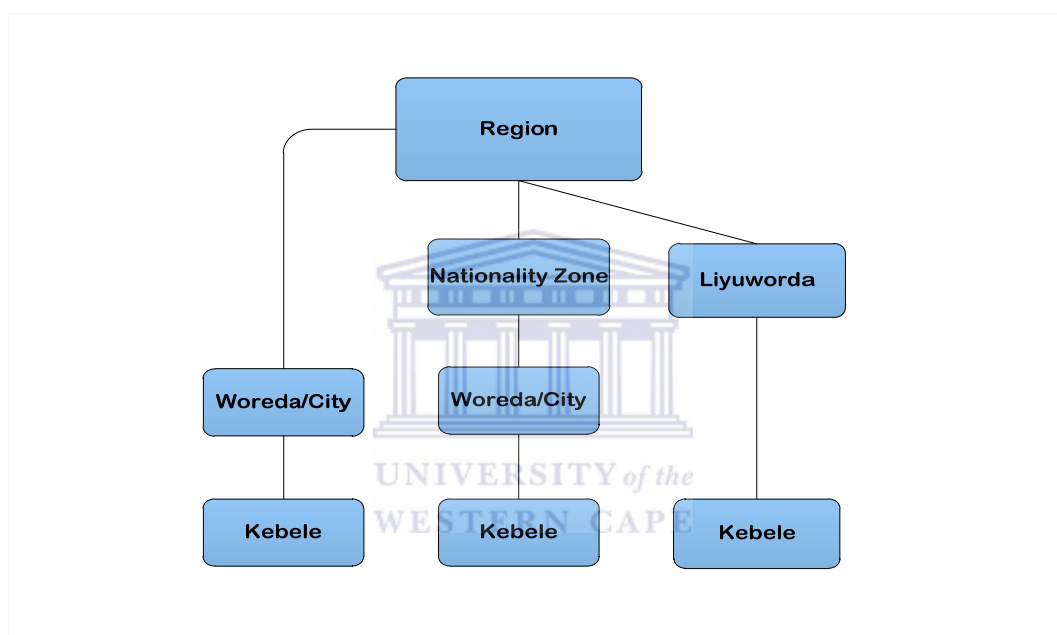 Region
Nationality Zone
Liyuworda
Woreda/City
Woreda/City
UNIVERSITY of the
WESTERN CAPE
Kebele
Kebele
Kebele